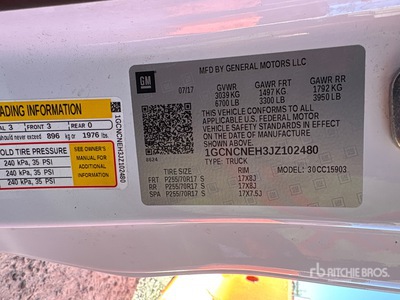 GM
MFD BY GENERAL MOTORS LLC
07/17
GVWR GAWR FRT GAWR RR
3039 KG 1497 KG 1792 KG
6700 LB 3300 LB 3950 LB
THIS VEHICLE CONFORMS TO ALL
APPLICABLE U.S. FEDERAL MOTOR
VEHICLE SAFETY STANDARDS IN EFFECT
ON THE DATE OF MANUFACTURE
SHOWN ABOVE.
1GCNCNEH3JZ102480
TYPE: TRUCK
TIRE SIZE RIM MODEL: 30CC15903
FRT P255/70R17 S 17X8J
RR P255/70R17 S 17X8J
SPA P255/70R17 S 17X7.5J
ADING INFORMATION
AL 3 FRONT 3 REAR 0
should never exceed 896 kg or 1976 lbs.
OLD TIRE PRESSURE
240 kPa, 35 PSI
240 kPa, 35 PSI
240 kPa, 35 PSI
SEE OWNER'S
MANUAL FOR
ADDITIONAL
INFORMATION
1GCNCNEH3JZ102480
rb RITCHIE BROS.